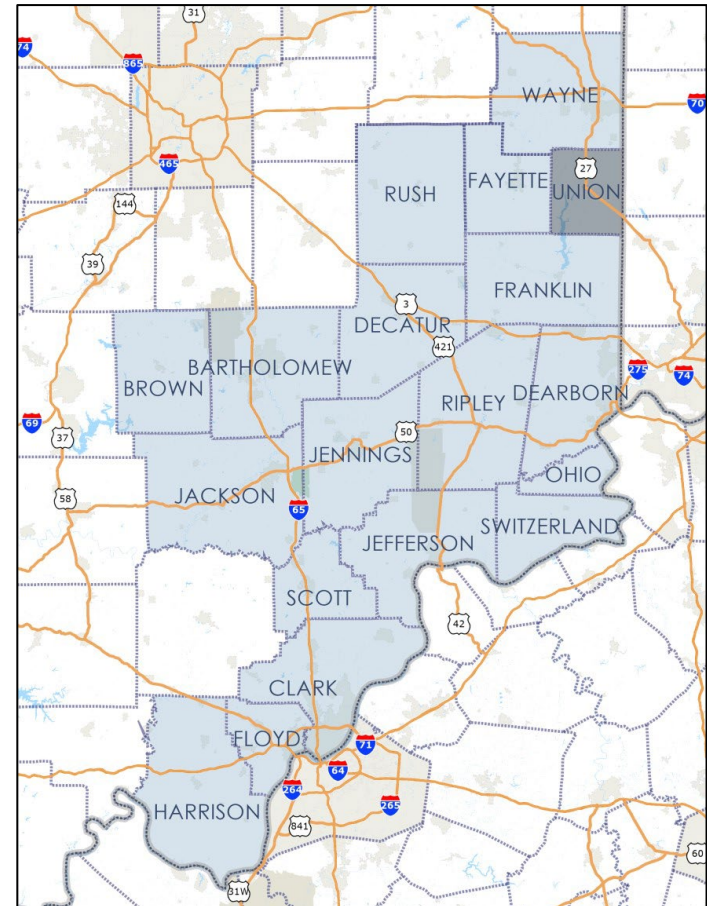 31
74
865
WAYNE
70
465
27
FAYETTE
UNION
RUSH
144
39
FRANKLIN
3
DECATUR
421
275
74
BARTHOLOMEW
BROWN
DEARBORN
RIPLEY
69
37
50
JENNINGS
OHIO
58
JACKSON
65
SWITZERLAND
JEFFERSON
SCOTT
42
CLARK
FLOYD
71
64
264
265
HARRISON
841
60
31W